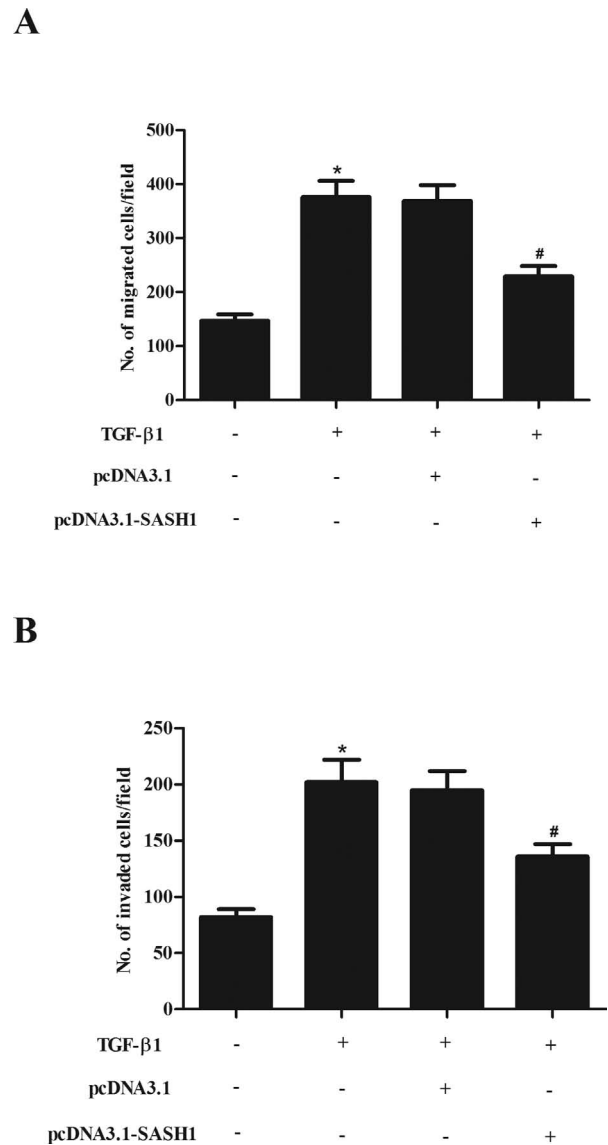 A
No. of migrated cells/field
500
400
300
200
100
0
*
#
TGF-β1 - + + +
pcDNA3.1 - - + -
pcDNA3.1-SASH1 - - - +
B
No. of invaded cells/field
250
200
150
100
50
0
*
#
TGF-β1 - + + +
pcDNA3.1 - - + -
pcDNA3.1-SASH1 - - - +